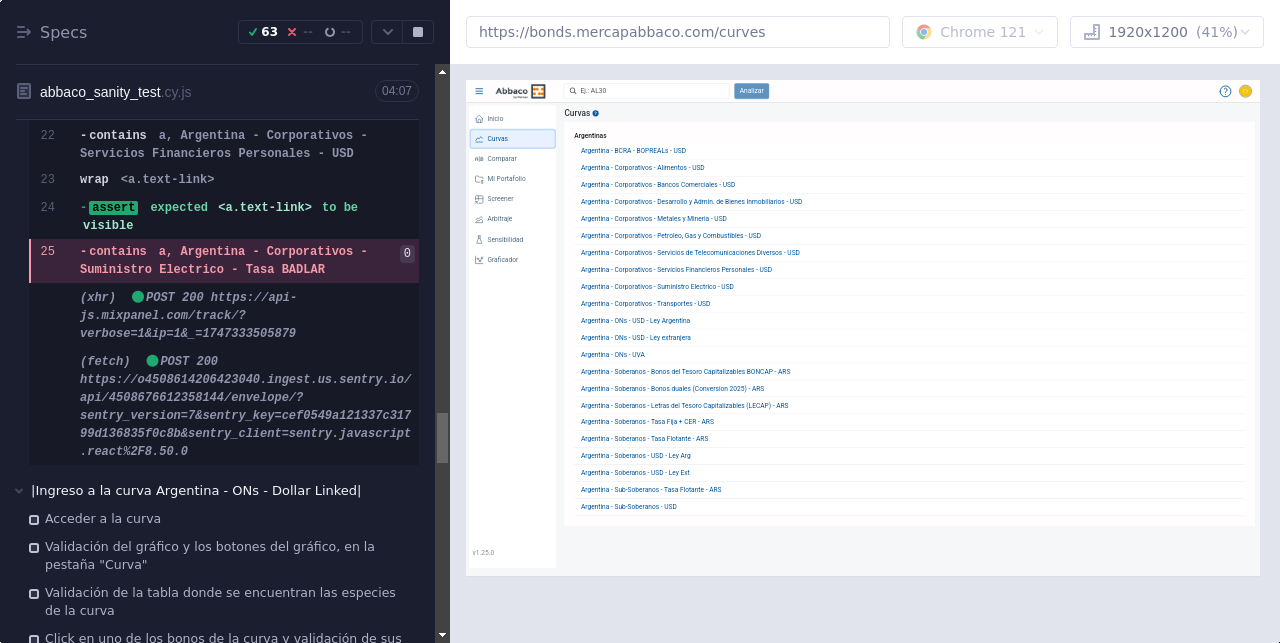 Specs
63
--
--
https://bonds.mercapabbaco.com/curves
Chrome 121
1920x1200 (41%)
abbaco_sanity_test.cy.js
04:07
22 -contains a, Argentina - Corporativos -
Servicios Financieros Personales - USD
23 wrap <a.text-link>
24 -assert expected <a.text-link> to be
visible
25 -contains a, Argentina - Corporativos -
Suministro Electrico - Tasa BADLAR
0
(xhr) POST 200 https://api-
js.mixpanel.com/track/?
verbose=1&ip=1&_=1747333505879
(fetch) POST 200
https://o4508614206423040.ingest.us.sentry.io/
api/4508676612358144/envelope/?
sentry_version=7&sentry_key=cef0549a121337c317
99d136835f0c8b&sentry_client=sentry.javascript
.react%2F8.50.0
|Ingreso a la curva Argentina - ONs - Dollar Linked|
Acceder a la curva
Validación del gráfico y los botones del gráfico, en la
pestaña "Curva"
Validación de la tabla donde se encuentran las especies
de la curva
Click en uno de los bonos de la curva y validación de sus
Abbaco
Ej.: AL30
Analizar
Inicio
Curvas
Comparar
Mi Portafolio
Screener
Arbitraje
Sensibilidad
Graficador
v1.25.0
Curvas
Argentinas
Argentina - BCRA - BOPREALs - USD
Argentina - Corporativos - Alimentos - USD
Argentina - Corporativos - Bancos Comerciales - USD
Argentina - Corporativos - Desarrollo y Admin. de Bienes Inmobiliarios - USD
Argentina - Corporativos - Metales y Mineria - USD
Argentina - Corporativos - Petroleo, Gas y Combustibles - USD
Argentina - Corporativos - Servicios de Telecomunicaciones Diversos - USD
Argentina - Corporativos - Servicios Financieros Personales - USD
Argentina - Corporativos - Suministro Electrico - USD
Argentina - Corporativos - Transportes - USD
Argentina - ONs - USD - Ley Argentina
Argentina - ONs - USD - Ley extranjera
Argentina - ONs - UVA
Argentina - Soberanos - Bonos del Tesoro Capitalizables BONCAP - ARS
Argentina - Soberanos - Bonos duales (Conversion 2025) - ARS
Argentina - Soberanos - Letras del Tesoro Capitalizables (LECAP) - ARS
Argentina - Soberanos - Tasa Fija + CER - ARS
Argentina - Soberanos - Tasa Flotante - ARS
Argentina - Soberanos - USD - Ley Arg
Argentina - Soberanos - USD - Ley Ext
Argentina - Sub-Soberanos - Tasa Flotante - ARS
Argentina - Sub-Soberanos - USD